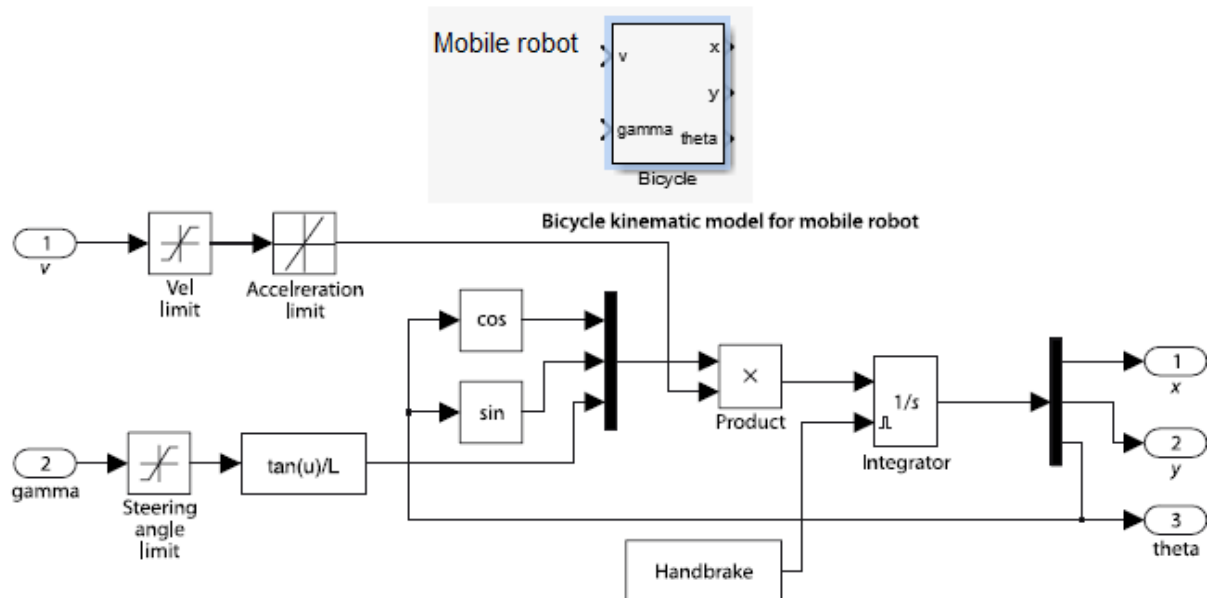 Mobile robot
v
gamma
x
y
theta
Bicycle
Bicycle kinematic model for mobile robot
1
v
Vel
limit
Accelreration
limit
cos
sin
×
Product
1/s
Integrator
1
x
2
y
3
theta
2
gamma
Steering
angle
limit
tan(u)/L
Handbrake